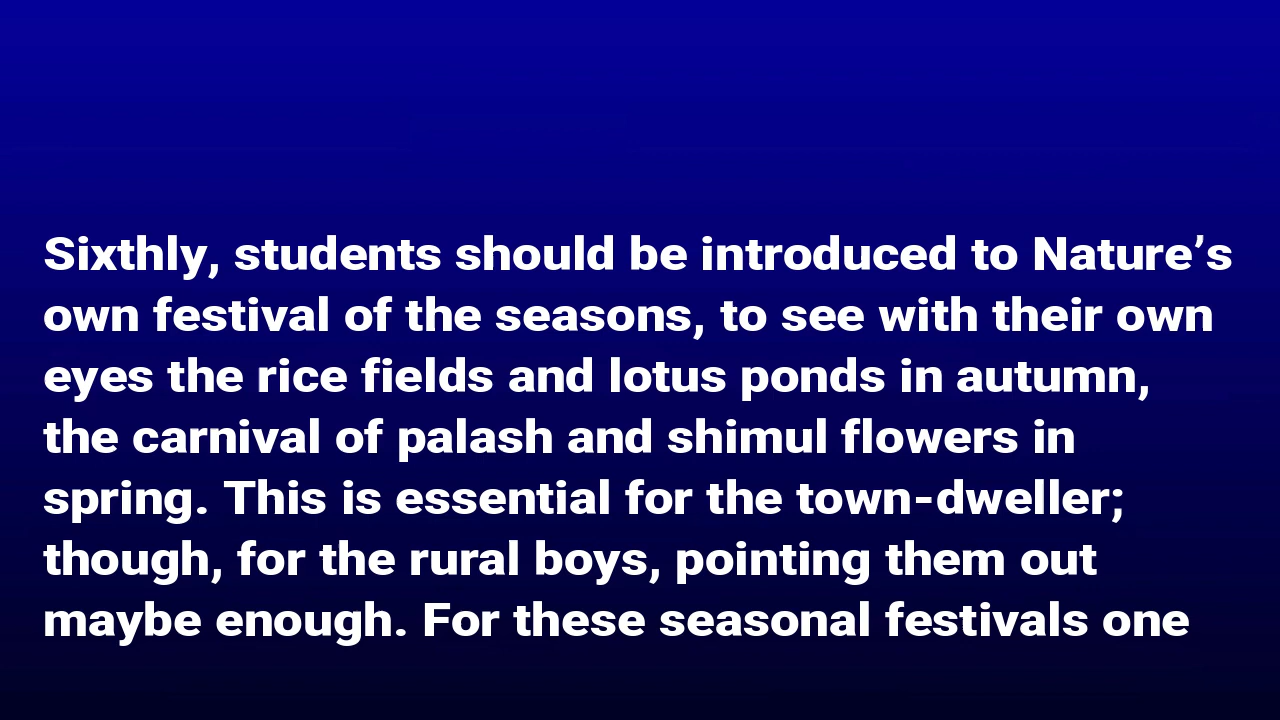 Sixthly, students should be introduced to Nature’s
own festival of the seasons, to see with their own
eyes the rice fields and lotus ponds in autumn,
the carnival of palash and shimul flowers in
spring. This is essential for the town-dweller;
though, for the rural boys, pointing them out
maybe enough. For these seasonal festivals one